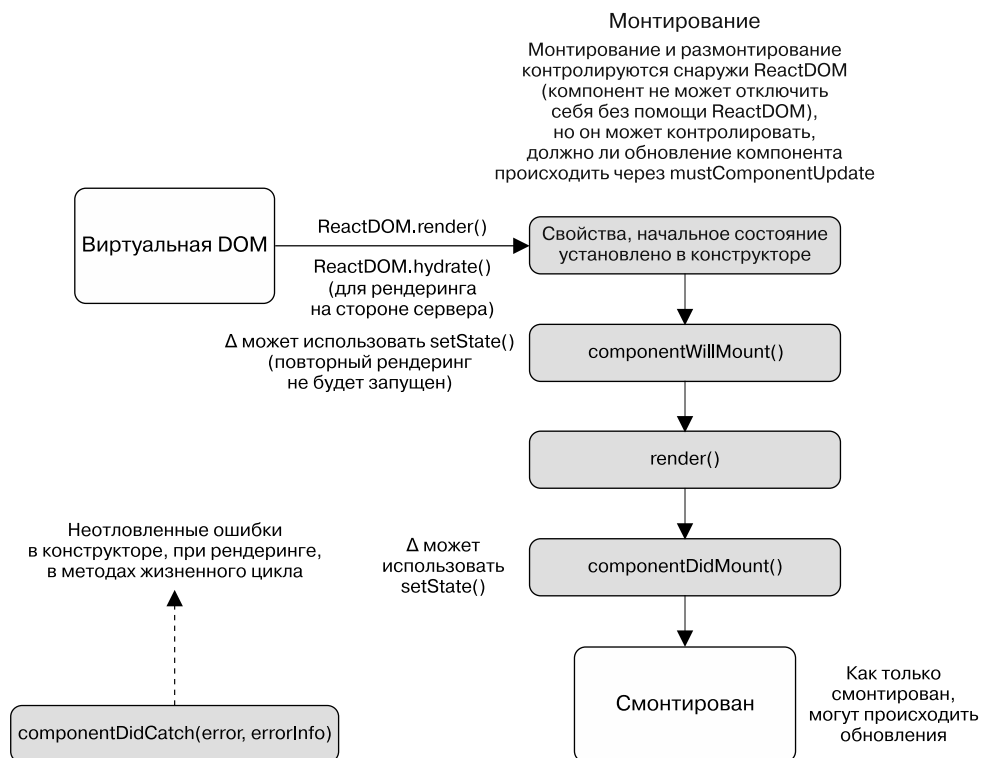 Монтирование
Монтирование и размонтирование
контролируются снаружи ReactDOM
(компонент не может отключить
себя без помощи ReactDOM),
но он может контролировать,
должно ли обновление компонента
происходить через mustComponentUpdate
Виртуальная DOM
ReactDOM.render()
ReactDOM.hydrate()
(для рендеринга
на стороне сервера)
Свойства, начальное состояние
установлено в конструкторе
Δ может использовать setState()
(повторный рендеринг
не будет запущен)
componentWillMount()
render()
Неотловленные ошибки
в конструкторе, при рендеринге,
в методах жизненного цикла
Δ может
использовать
setState()
componentDidMount()
Смонтирован
Как только
смонтирован,
могут происходить
обновления
componentDidCatch(error, errorInfo)